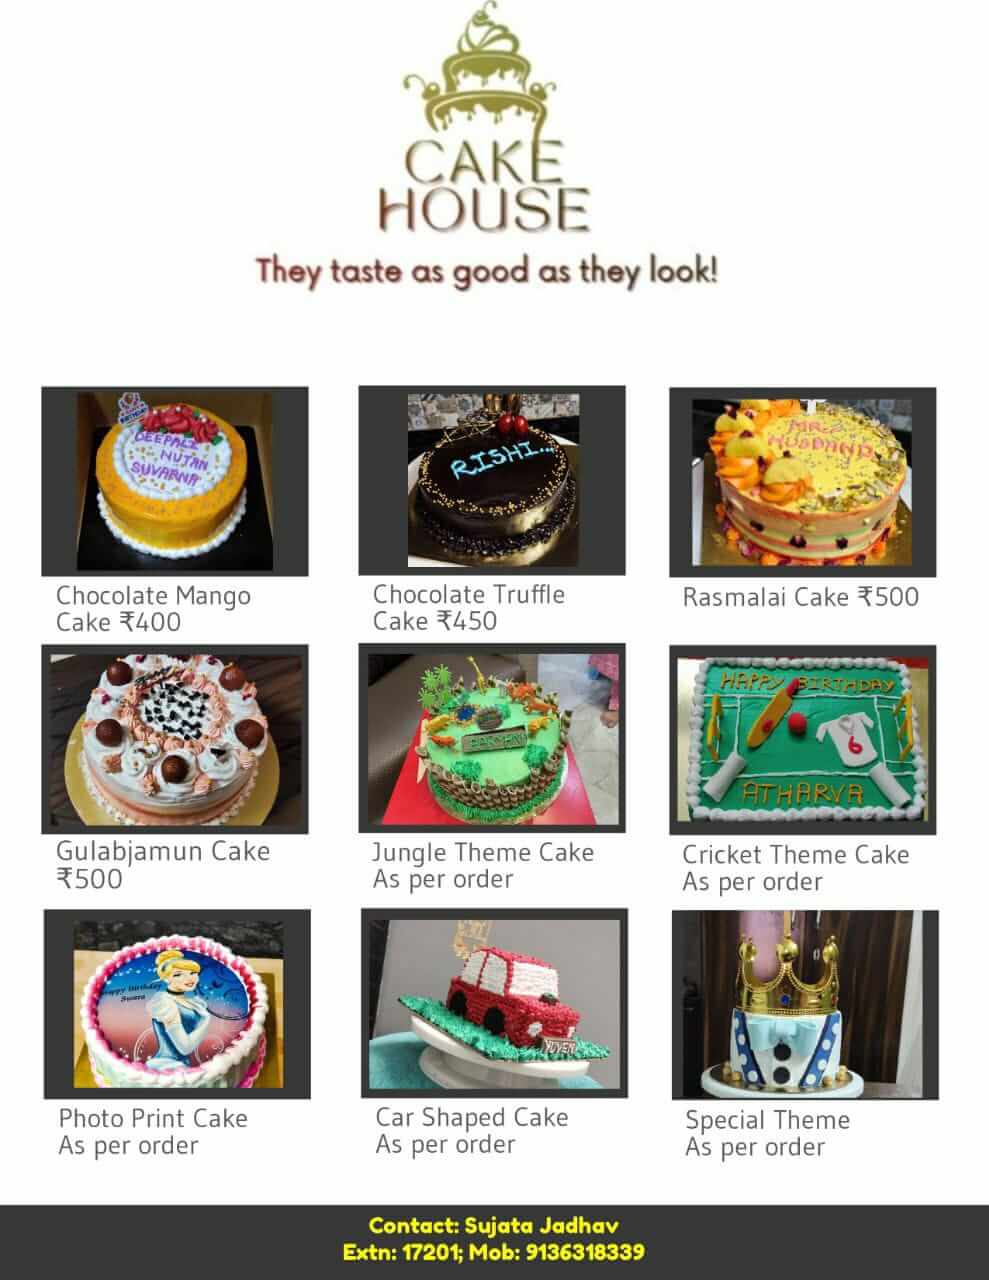 CAKE
HOUSE
They taste as good as they look!
DEEPALI
NUTAN
SUVARNA
Chocolate Mango
Cake ₹400
RISHI...
Chocolate Truffle
Cake ₹450
MR.
HUSBAND
Rasmalai Cake ₹500
Gulabjamun Cake
₹500
Jungle Theme Cake
As per order
HAPPY BIRTHDAY
6
ATHARVA
Cricket Theme Cake
As per order
Happy Birthday
Swara
Photo Print Cake
As per order
YUVEN
Car Shaped Cake
As per order
Special Theme
As per order
Contact: Sujata Jadhav
Extn: 17201; Mob: 9136318339